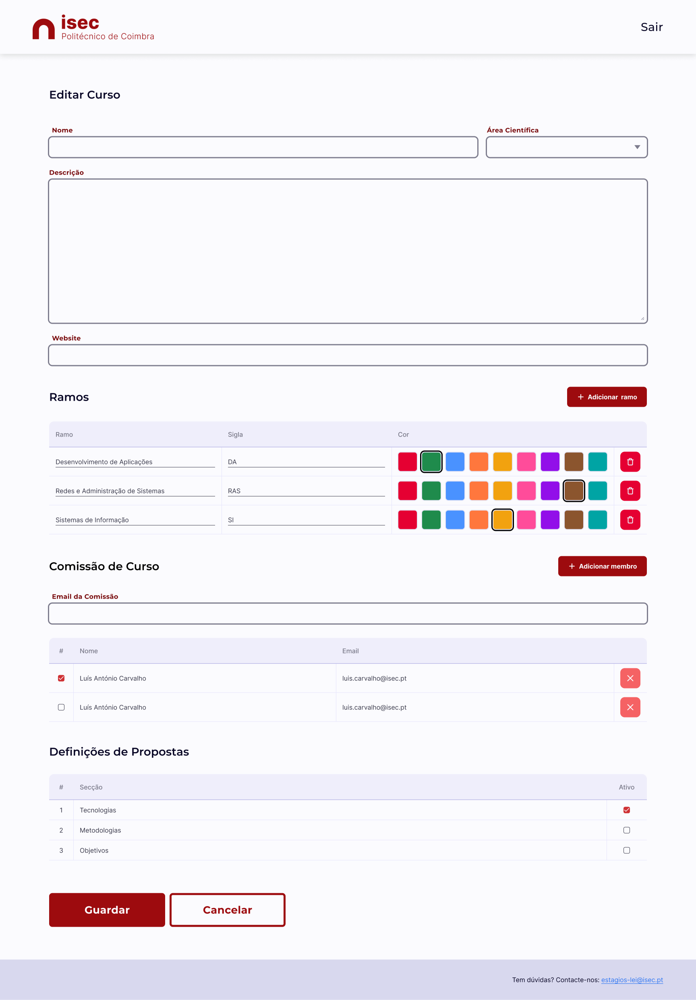 isec
Politécnico de Coimbra
Sair
Editar Curso
Nome
Área Científica
Descrição
Website
Ramos
+ Adicionar ramo
Ramo Sigla Cor
Desenvolvimento de Aplicações DA
Redes e Administração de Sistemas RAS
Sistemas de Informação SI
Comissão de Curso
+ Adicionar membro
Email da Comissão
# Nome Email
Luís António Carvalho luis.carvalho@isec.pt
Luís António Carvalho luis.carvalho@isec.pt
Definições de Propostas
# Secção Ativo
1 Tecnologias
2 Metodologias
3 Objetivos
Guardar
Cancelar
Tem dúvidas? Contacte-nos: estagios-lei@isec.pt